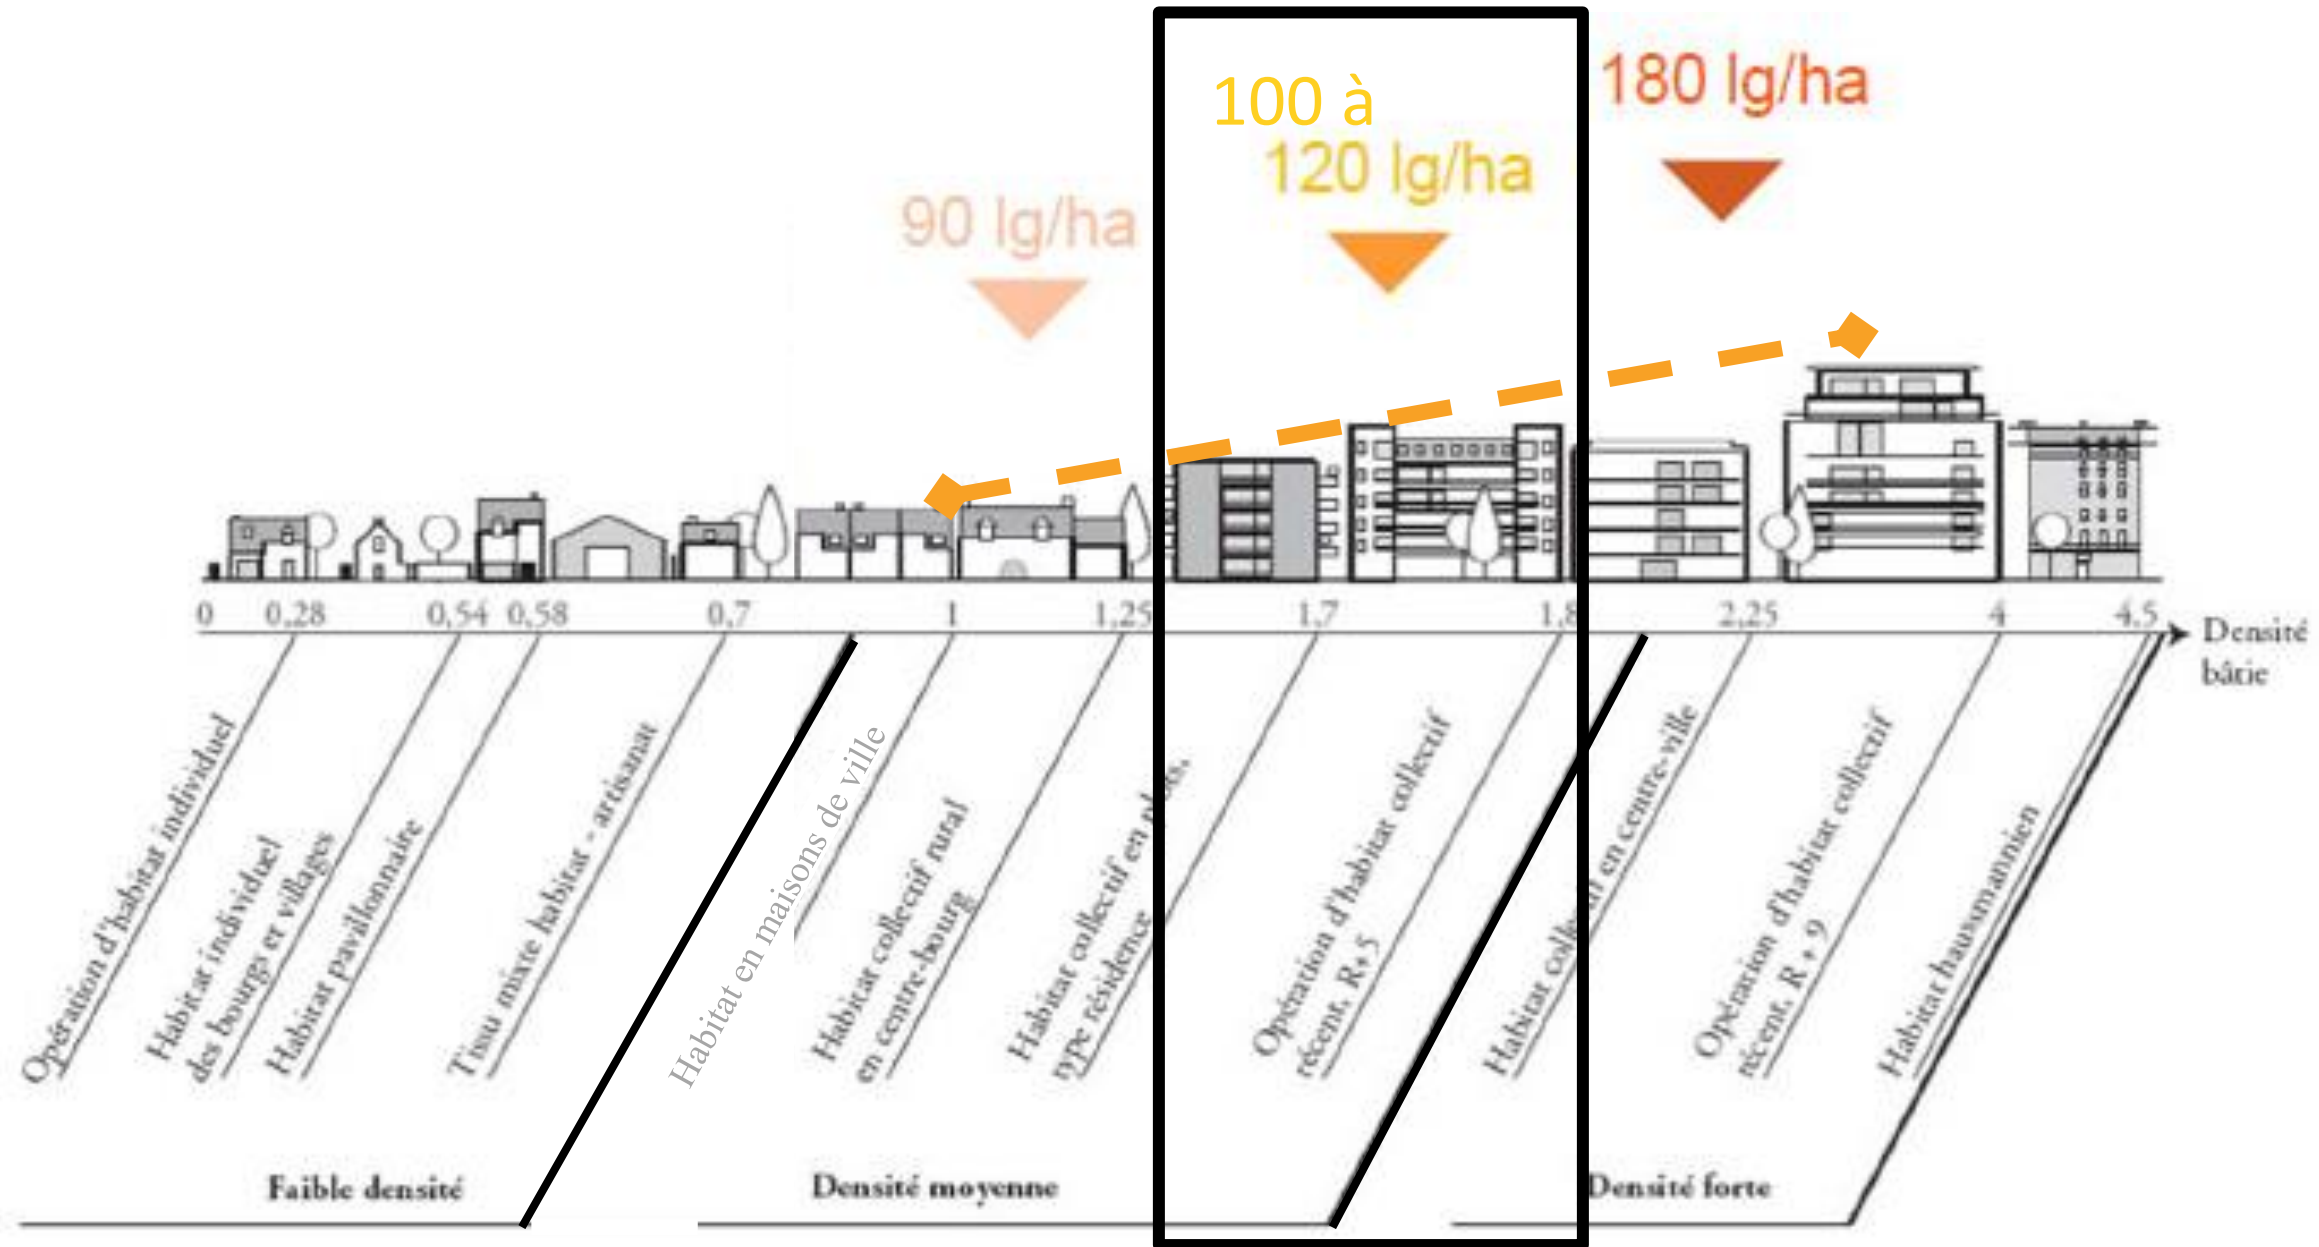 180 lg/ha
100 à
120 lg/ha
90 lg/ha
0 0,28 0,54 0,58 0,7 1 1,25 1,7 1,8 2,25 4 4,5
Densité
bâtie
Opération d'habitat individuel
Habitat individuel
des bourgs et villages
Habitat pavillonnaire
Tissu mixte habitat - artisanat
Habitat en maisons de ville
Habitat collectif rural
en centre-bourg
Habitat collectif en
type résidence
Opération d'habitat collectif
récent. R+5
Habitat en centre-ville
Opération d'habitat collectif
récent. R + 9
Habitat haussmannien
Faible densité
Densité moyenne
Densité forte